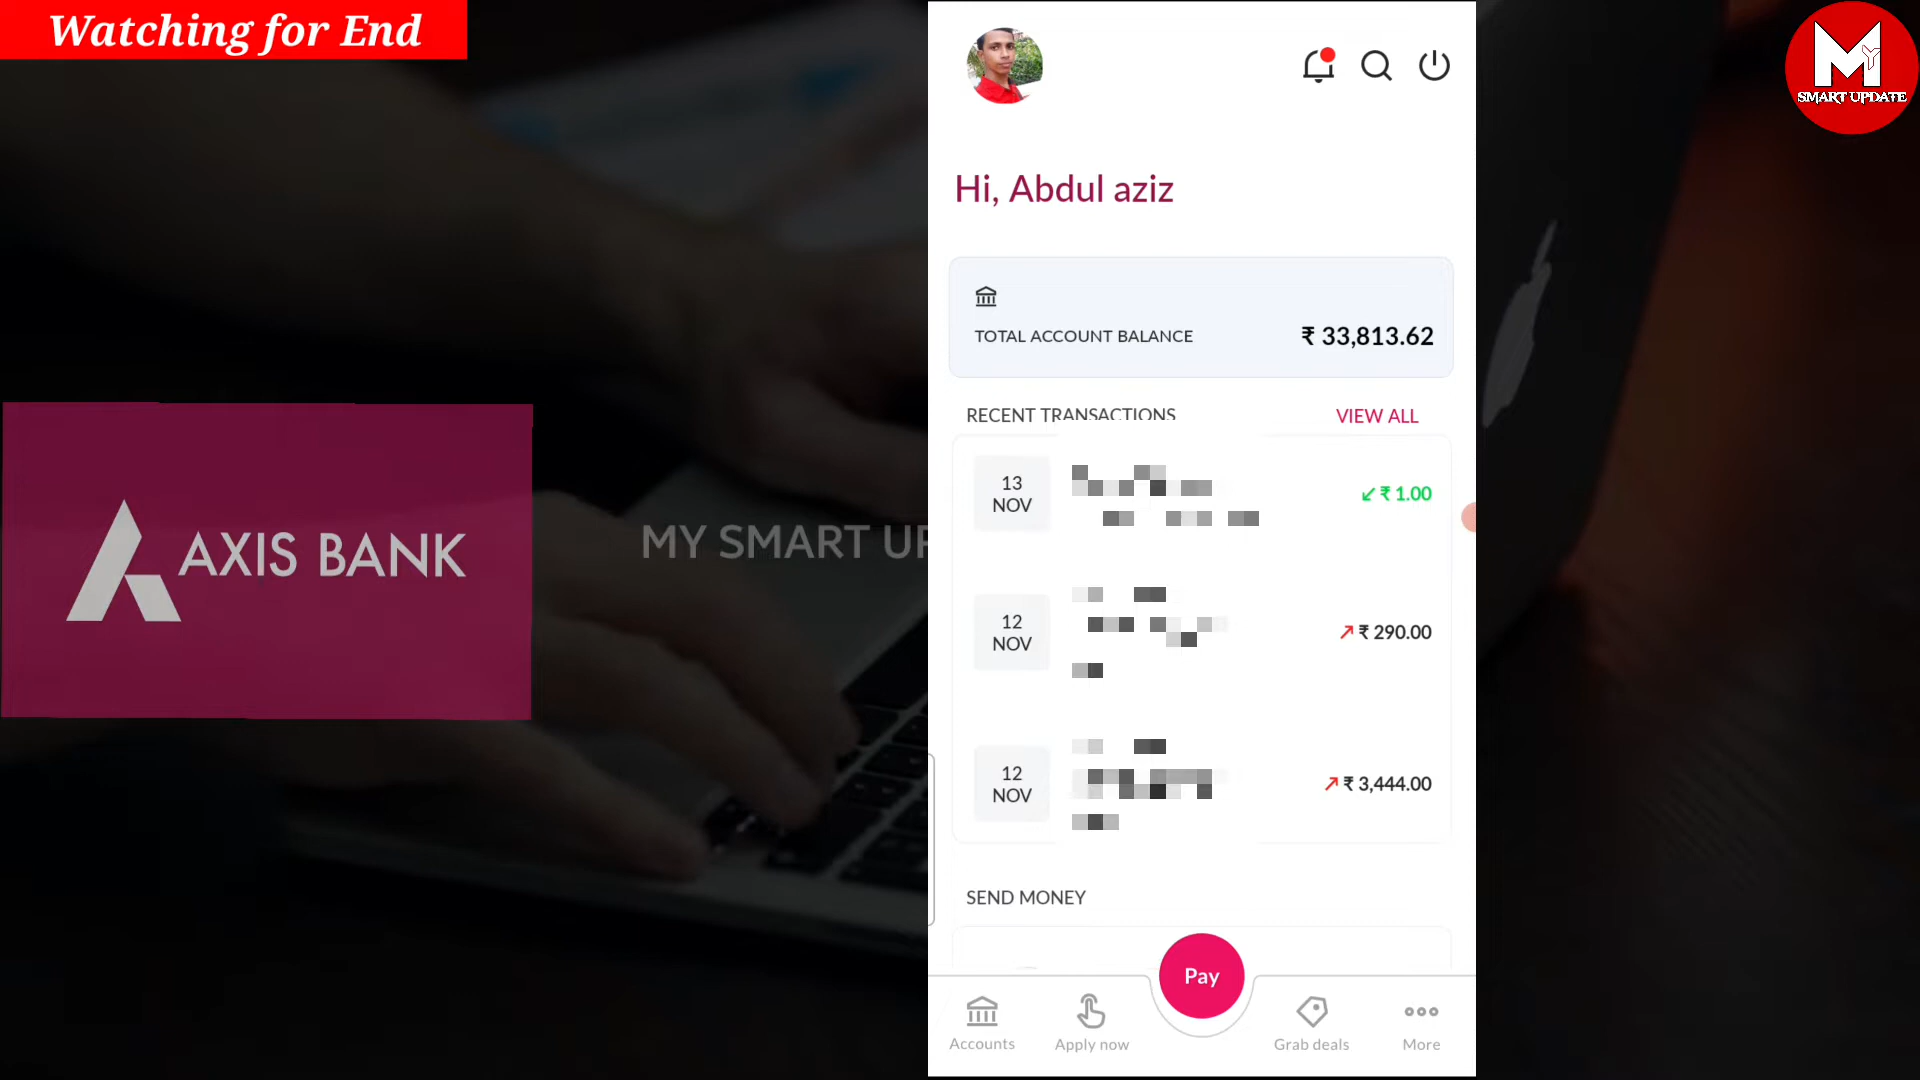 Watching for End
M
Y
SMART UPDATE
Hi, Abdul aziz
TOTAL ACCOUNT BALANCE
₹ 33,813.62
RECENT TRANSACTIONS
VIEW ALL
13
NOV
₹ 1.00
12
NOV
₹ 290.00
12
NOV
₹ 3,444.00
AXIS BANK
MY SMART UP
SEND MONEY
Pay
Accounts
Apply now
Grab deals
More